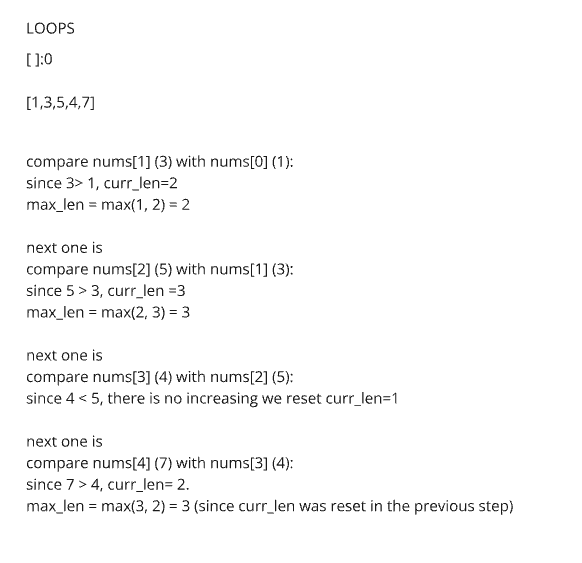 LOOPS
[ ]:0
[1,3,5,4,7]
compare nums[1] (3) with nums[0] (1):
since 3> 1, curr_len=2
max_len = max(1, 2) = 2
next one is
compare nums[2] (5) with nums[1] (3):
since 5 > 3, curr_len =3
max_len = max(2, 3) = 3
next one is
compare nums[3] (4) with nums[2] (5):
since 4 < 5, there is no increasing we reset curr_len=1
next one is
compare nums[4] (7) with nums[3] (4):
since 7 > 4, curr_len= 2.
max_len = max(3, 2) = 3 (since curr_len was reset in the previous step)